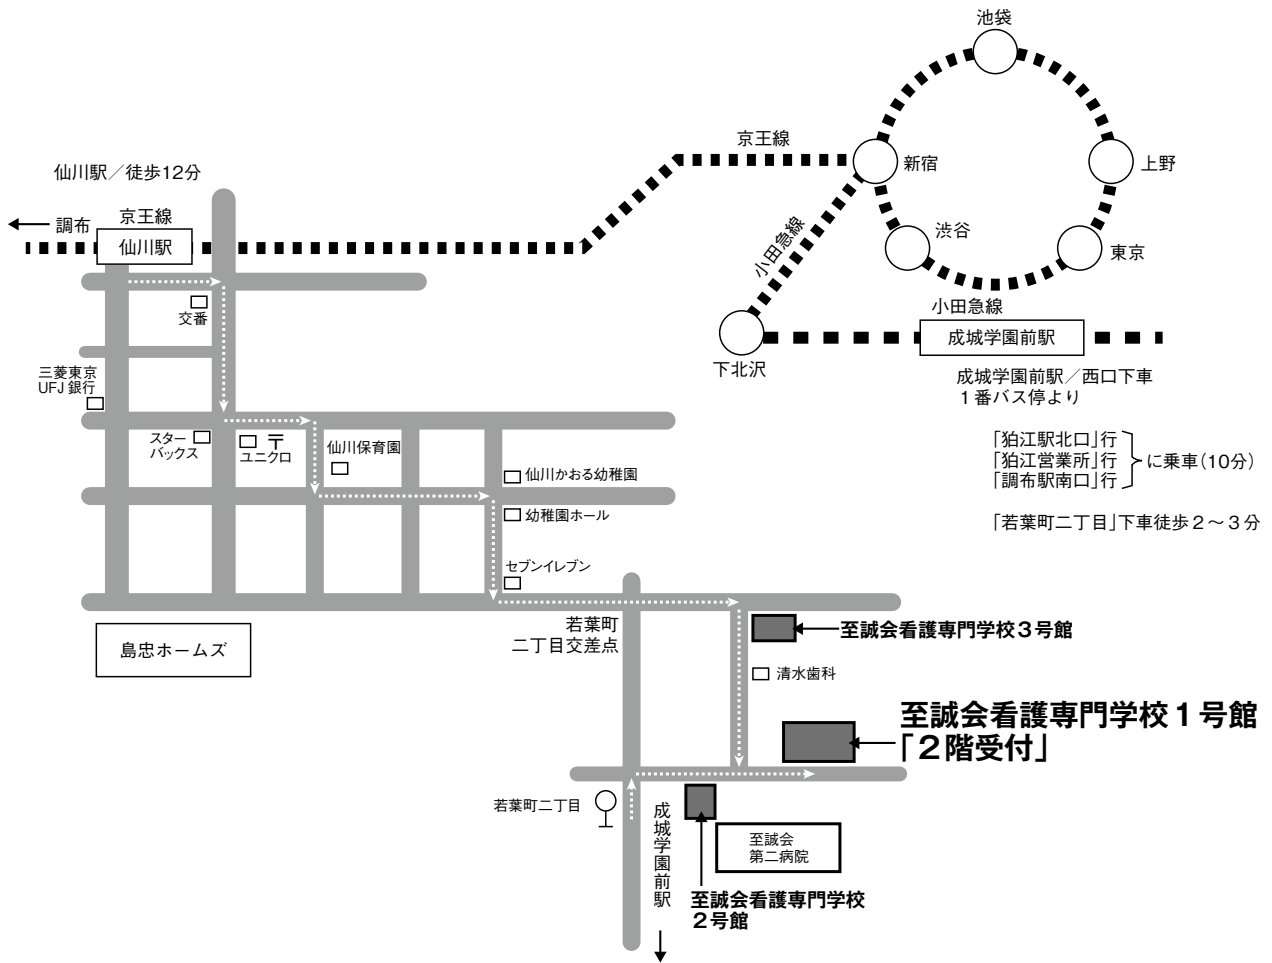 池袋
京王線
新宿
上野
仙川駅／徒歩12分
京王線
調布
仙川駅
小田急線
渋谷
東京
小田急線
成城学園前駅
下北沢
成城学園前駅／西口下車
１番バス停より
「狛江駅北口」行
「狛江営業所」行
「調布駅南口」行
に乗車（10分）
「若葉町二丁目」下車徒歩２～３分
交番
三菱東京
UFJ 銀行
スター
バックス
〒
ユニクロ
仙川保育園
仙川かおる幼稚園
幼稚園ホール
セブンイレブン
若葉町
二丁目交差点
島忠ホームズ
至誠会看護専門学校３号館
清水歯科
至誠会看護専門学校１号館
「２階受付」
若葉町二丁目
成城学園前駅
至誠会
第二病院
至誠会看護専門学校
２号館